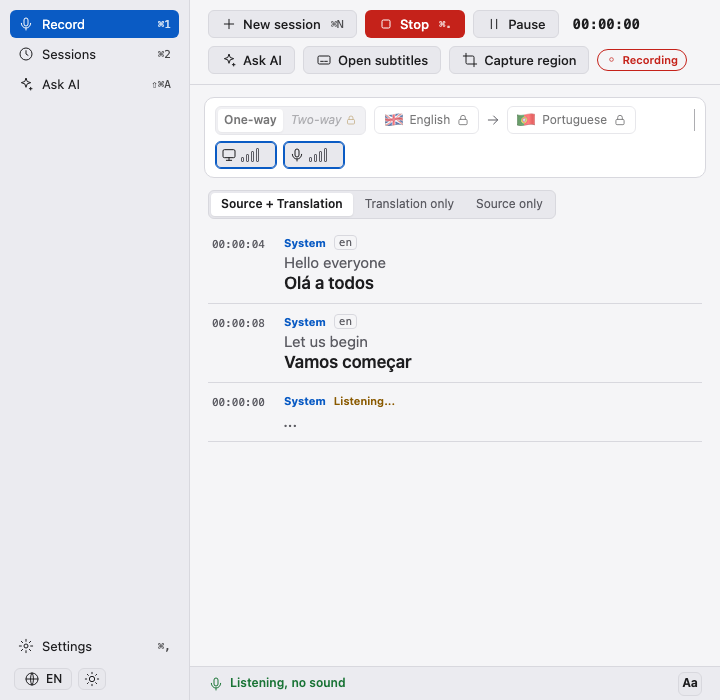 Record ⌘1
Sessions ⌘2
Ask AI ⇧⌘A
Settings ⌘,
EN
New session ⌘N
Stop ⌘.
Pause
00:00:00
Ask AI
Open subtitles
Capture region
Recording
One-way
Two-way
English
Portuguese
Source + Translation
Translation only
Source only
00:00:04 System en
Hello everyone
Olá a todos
00:00:08 System en
Let us begin
Vamos começar
00:00:00 System Listening...
...
Listening, no sound
Aa